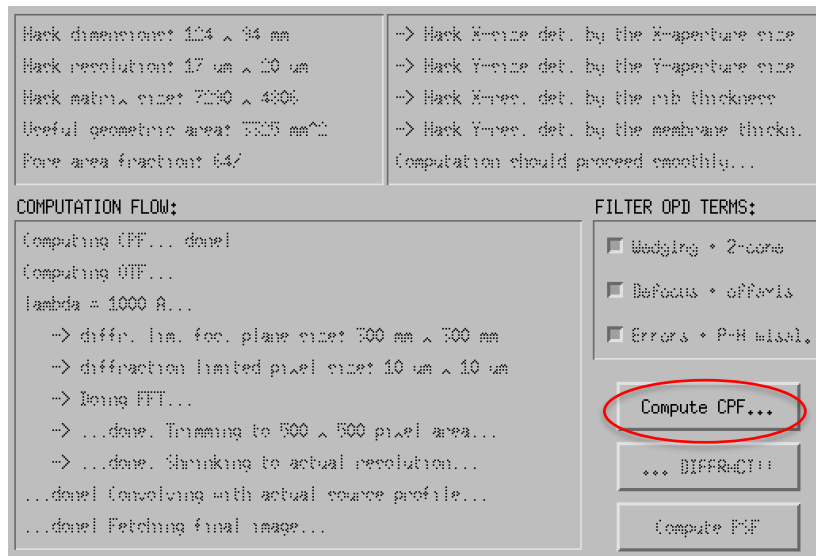 Mask dimensions: 124 x 94 mm
Mask resolution: 17 um x 20 um
Mask matrix size: 7290 x 4806
Useful geometric area: mm^2
Pore area fraction: 64%
-> Mask X-size det. by the X-aperture size
-> Mask Y-size det. by the Y-aperture size
-> Mask X-res. det. by the rib thickness
-> Mask Y-res. det. by the membrane thickn.
Computation should proceed smoothly...
COMPUTATION FLOW:
Computing CPF... done!
Computing OTF...
lambda = 1000 A...
-> diffr. lim. foc. plane size: 300 mm x 300 mm
-> diffraction limited pixel size: 10 um x 10 um
-> Doing FFT...
-> ...done. Trimming to 500 x 500 pixel area...
-> ...done. Shrinking to actual resolution...
...done! Convolving with actual source profile...
...done! Fetching final image...
FILTER OPD TERMS:
Wedging + 2-cone
Defocus + offaxis
Errors + P-H misal.
Compute CPF...
... DIFFRACT!!
Compute PSF